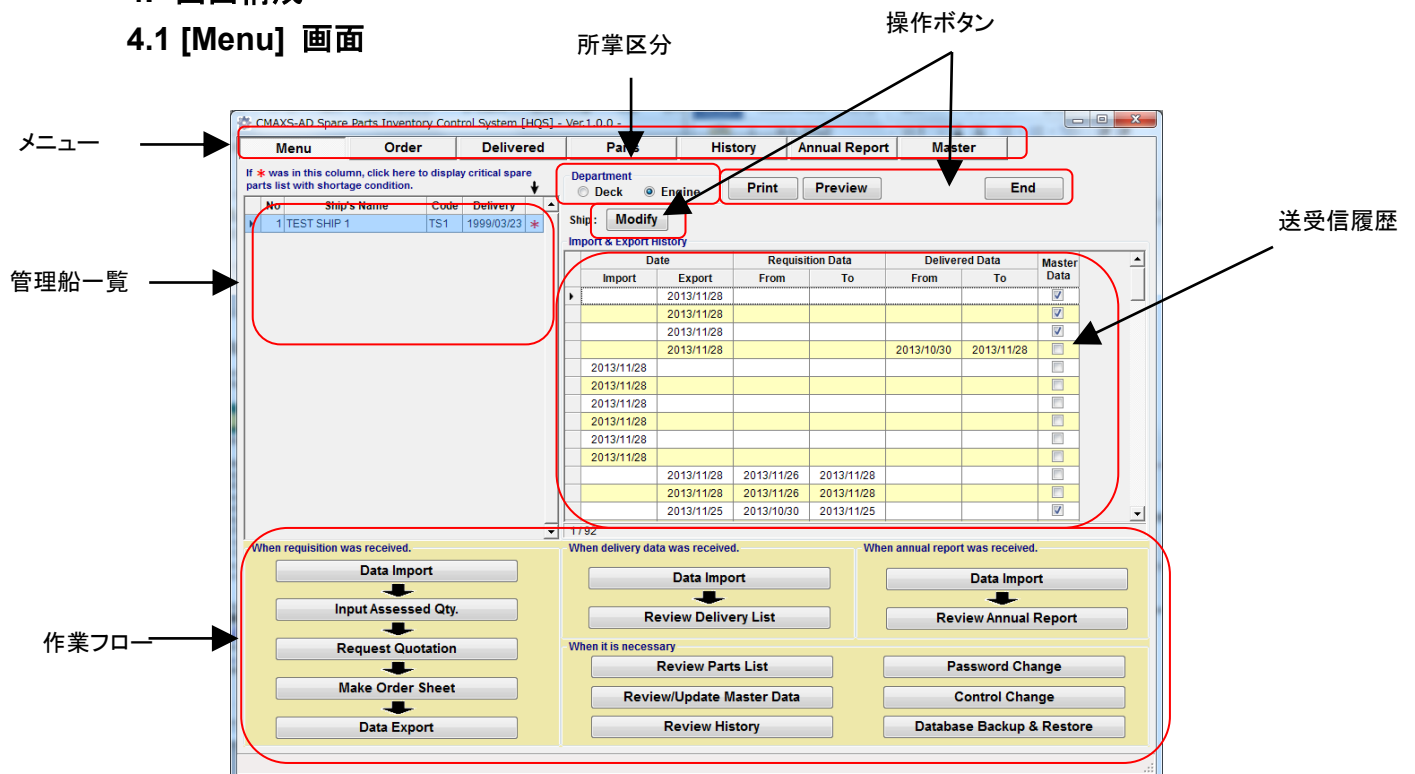 4.1 [Menu] 画面
操作ボタン
所掌区分
メニュー
CMAXS-AD Spare Parts Inventory Control System [HQS] - Ver.1.0.0 -
Menu Order Delivered Parts History Annual Report Master
If * was in this column, click here to display critical spare
parts list with shortage condition.
Department
Deck Engine
Print Preview End
No Ship's Name Code Delivery
1 TEST SHIP 1 TS1 1999/03/23 *
Ship: Modify
送受信履歴
管理船一覧
Import & Export History
Date Requisition Data Delivered Data Master
Import Export From To From To Data
2013/11/28
2013/11/28
2013/11/28
2013/11/28 2013/10/30 2013/11/28
2013/11/28
2013/11/28
2013/11/28
2013/11/28
2013/11/28
2013/11/28
2013/11/28 2013/11/26 2013/11/28
2013/11/28 2013/11/26 2013/11/28
2013/11/25 2013/10/30 2013/11/25
1 / 92
作業フロー
When requisition was received.
Data Import
Input Assessed Qty.
Request Quotation
Make Order Sheet
Data Export
When delivery data was received.
Data Import
Review Delivery List
When annual report was received.
Data Import
Review Annual Report
When it is necessary
Review Parts List Password Change
Review/Update Master Data Control Change
Review History Database Backup & Restore